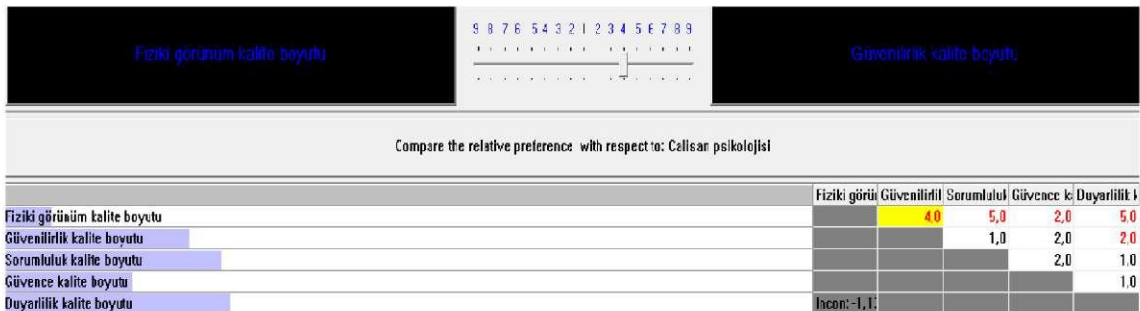 Fiziki görünüm kalite boyutu
9 8 7 6 5 4 3 2 1 2 3 4 5 6 7 8 9
Güvenilirlik kalite boyutu
Compare the relative preference with respect to: Calisan psikolojisi
Fiziki görü Güvenilirlil Sorumluluk Güvence k Duyarlilik k
Fiziki görünüm kalite boyutu 4,0 5,0 2,0 5,0
Güvenilirlik kalite boyutu 1,0 2,0 2,0
Sorumluluk kalite boyutu 2,0 1,0
Güvence kalite boyutu 1,0
Duyarlilik kalite boyutu Incon: